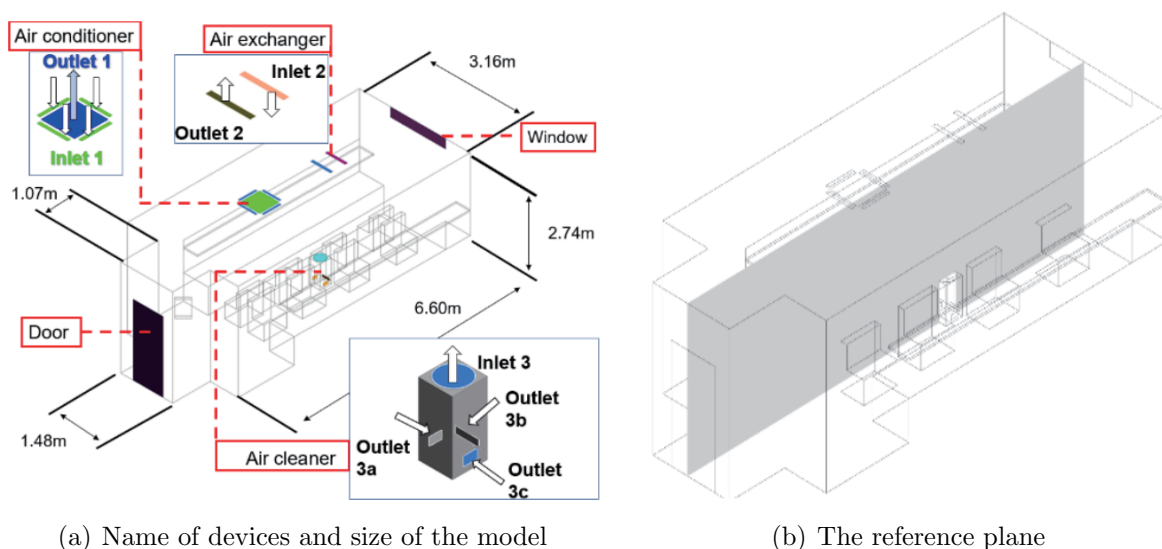 Air conditioner
Outlet 1
Inlet 1
Air exchanger
Inlet 2
Outlet 2
3.16m
Window
1.07m
2.74m
6.60m
Door
1.48m
Air cleaner
Inlet 3
Outlet
3b
Outlet
3a
Outlet
3c
(a) Name of devices and size of the model
(b) The reference plane